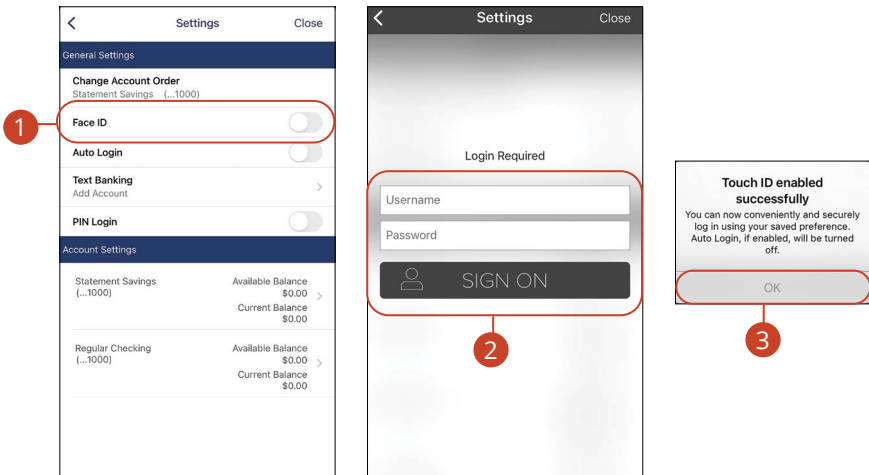 Settings
Close
General Settings
Change Account Order
Statement Savings (...1000)
1
Face ID
Auto Login
Text Banking
Add Account
PIN Login
Account Settings
Statement Savings
(...1000)
Available Balance
$0.00
Current Balance
$0.00
Regular Checking
(...1000)
Available Balance
$0.00
Current Balance
$0.00
Settings
Close
Login Required
Username
Password
SIGN ON
2
Touch ID enabled
successfully
You can now conveniently and securely
log in using your saved preference.
Auto Login, if enabled, will be turned
off.
OK
3